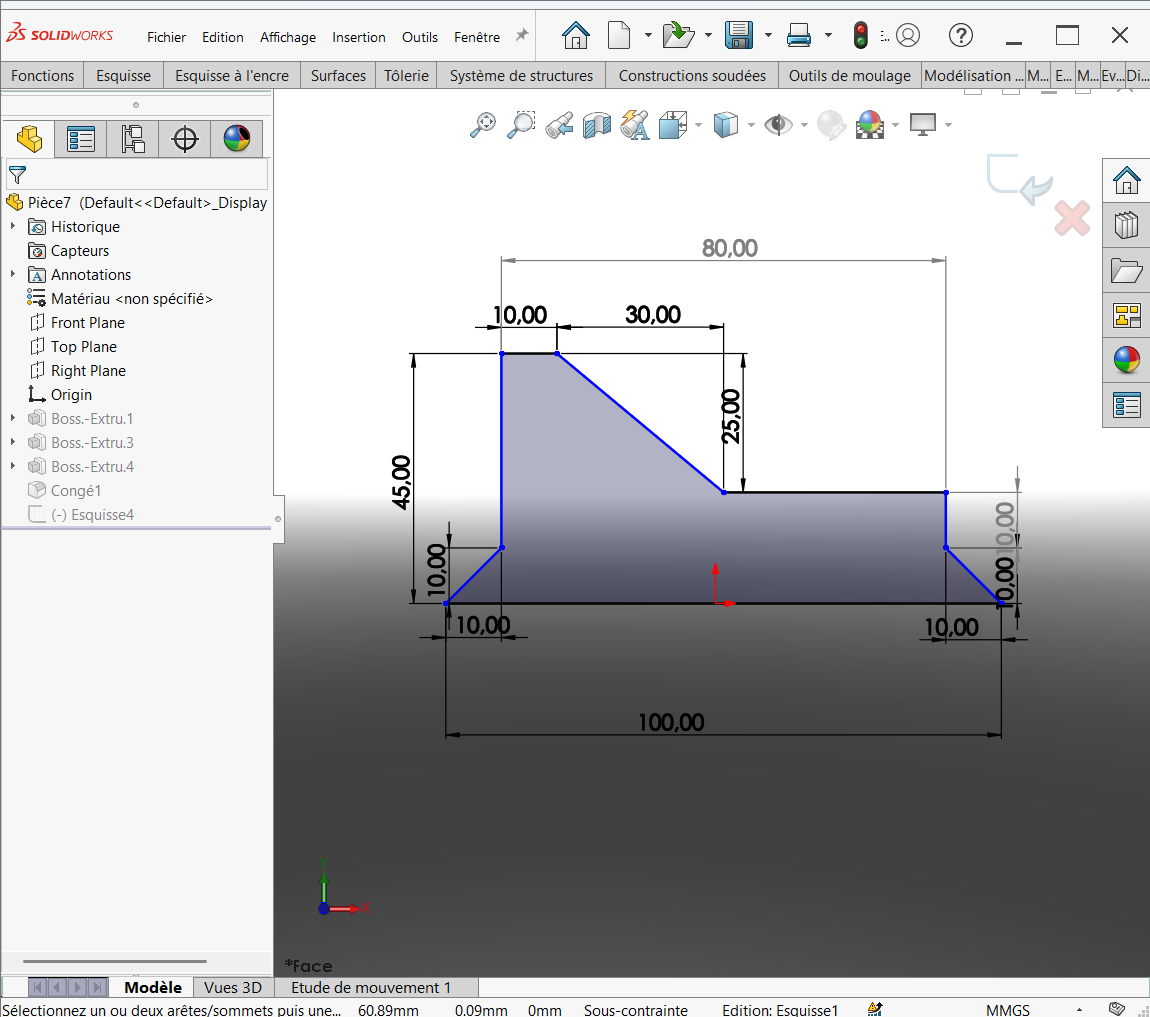 SOLIDWORKS
Fichier Edition Affichage Insertion Outils Fenêtre
Fonctions Esquisse Esquisse à l'encre Surfaces Tôlerie Système de structures Constructions soudées Outils de moulage Modélisation ... M... E... M... Ev... Di...
Pièce7 (Default<<Default>_Display
Historique
Capteurs
Annotations
Matériau <non spécifié>
Front Plane
Top Plane
Right Plane
Origin
Boss.-Extru.1
Boss.-Extru.3
Boss.-Extru.4
Congé1
(-) Esquisse4
80,00
10,00
30,00
25,00
45,00
10,00
10,00
10,00
10,00
10,00
100,00
Y
X
*Face
Modèle Vues 3D Etude de mouvement 1
Sélectionnez un ou deux arêtes/sommets puis une... 60.89mm 0.09mm 0mm Sous-contrainte Edition: Esquisse1 MMGS